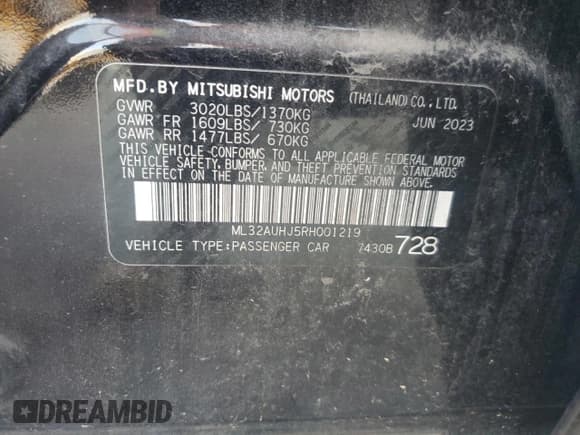 MFD.BY MITSUBISHI MOTORS (THAILAND) CO., LTD.
GVWR 3020LBS/1370KG JUN 2023
GAWR FR 1609LBS/ 730KG
GAWR RR 1477LBS/ 670KG
THIS VEHICLE CONFORMS TO ALL APPLICABLE FEDERAL MOTOR
VEHICLE SAFETY, BUMPER, AND THEFT PREVENTION STANDARDS
IN EFFECT ON THE DATE OF MANUFACTURE SHOWN ABOVE.
ML32AUHJ5RH001219
VEHICLE TYPE:PASSENGER CAR 7430B 728
DREAMBID